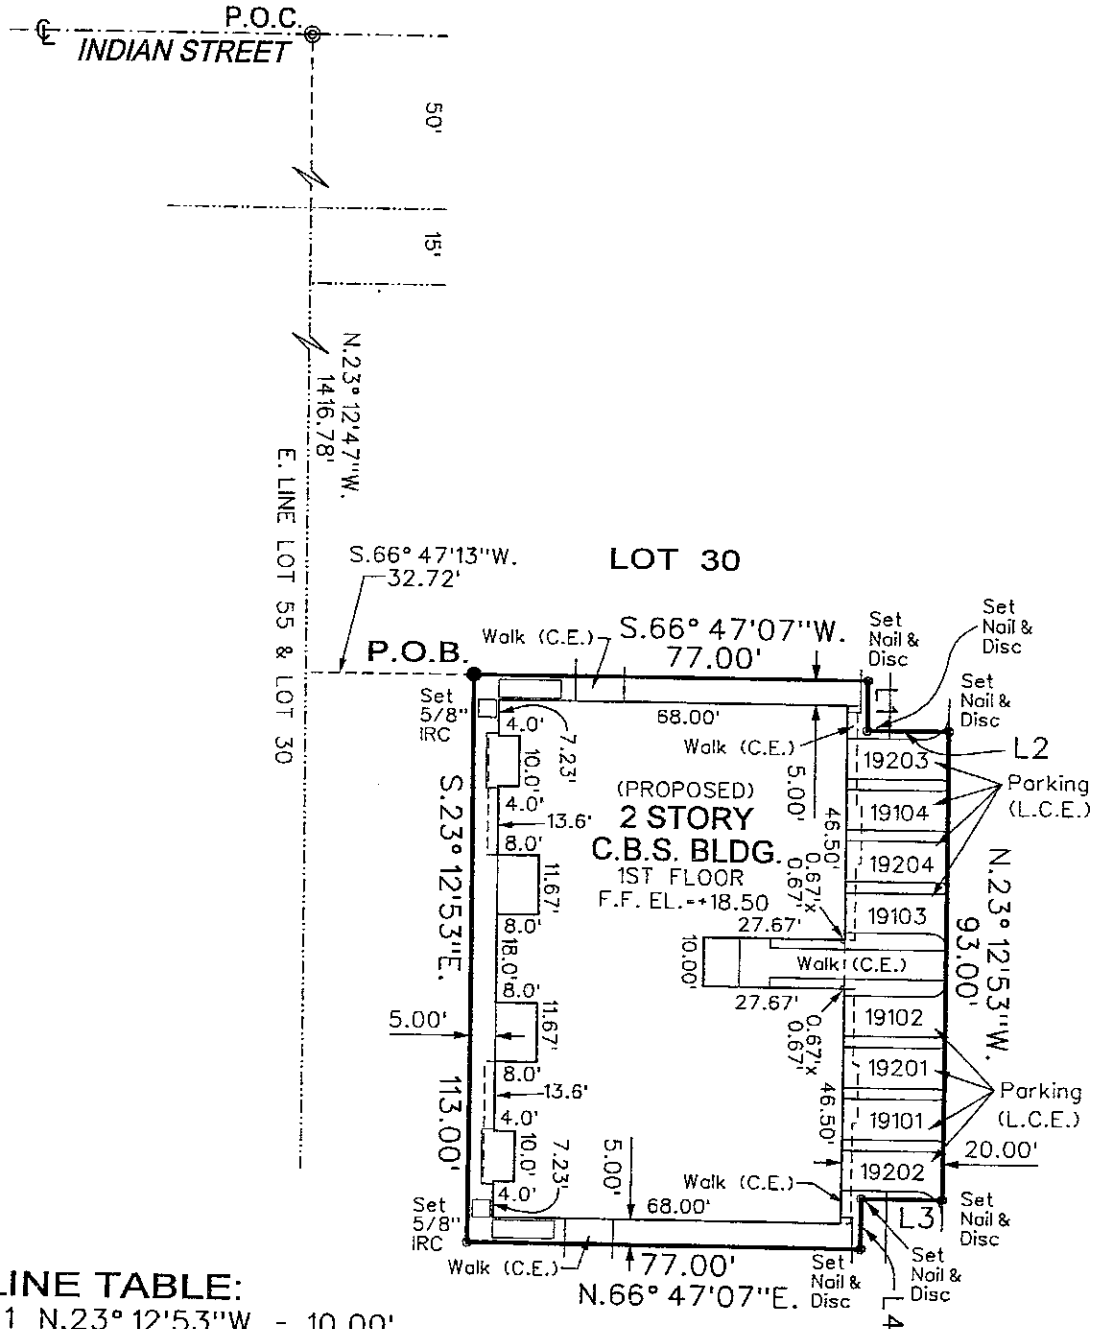 P.O.C.
℄
INDIAN STREET
50'
15'
N.23°12'47"W.
1416.78'
E. LINE LOT 55 & LOT 30
S.66°47'13"W.
32.72'
LOT 30
P.O.B.
Walk (C.E.)
S.66°47'07"W.
77.00'
Set
Nail &
Disc
Set
Nail &
Disc
Set
Nail &
Disc
L1
L2
Set
5/8"
IRC
4.0'
7.23'
68.00'
Walk (C.E.)
5.00'
10.0'
4.0'
13.6'
8.0'
11.67'
8.0'
18.0'
8.0'
11.67'
8.0'
13.6'
4.0'
10.0'
4.0'
7.23'
S.23°12'53"E.
113.00'
5.00'
(PROPOSED)
2 STORY
C.B.S. BLDG.
1ST FLOOR
F.F. EL.=+18.50
46.50'
0.67'x
0.67'
27.67'
10.00'
Walk (C.E.)
27.67'
0.67'x
0.67'
46.50'
19203
19104
19204
19103
19102
19201
19101
19202
Parking
(L.C.E.)
N.23°12'53"W.
93.00'
Parking
(L.C.E.)
20.00'
Set
5/8"
IRC
5.00'
68.00'
Walk (C.E.)
Walk (C.E.)
77.00'
N.66°47'07"E.
L3
Set
Nail &
Disc
Set
Nail &
Disc
Set
Nail &
Disc
L4
LINE TABLE:
1 N.23°12'53"W - 10.00'